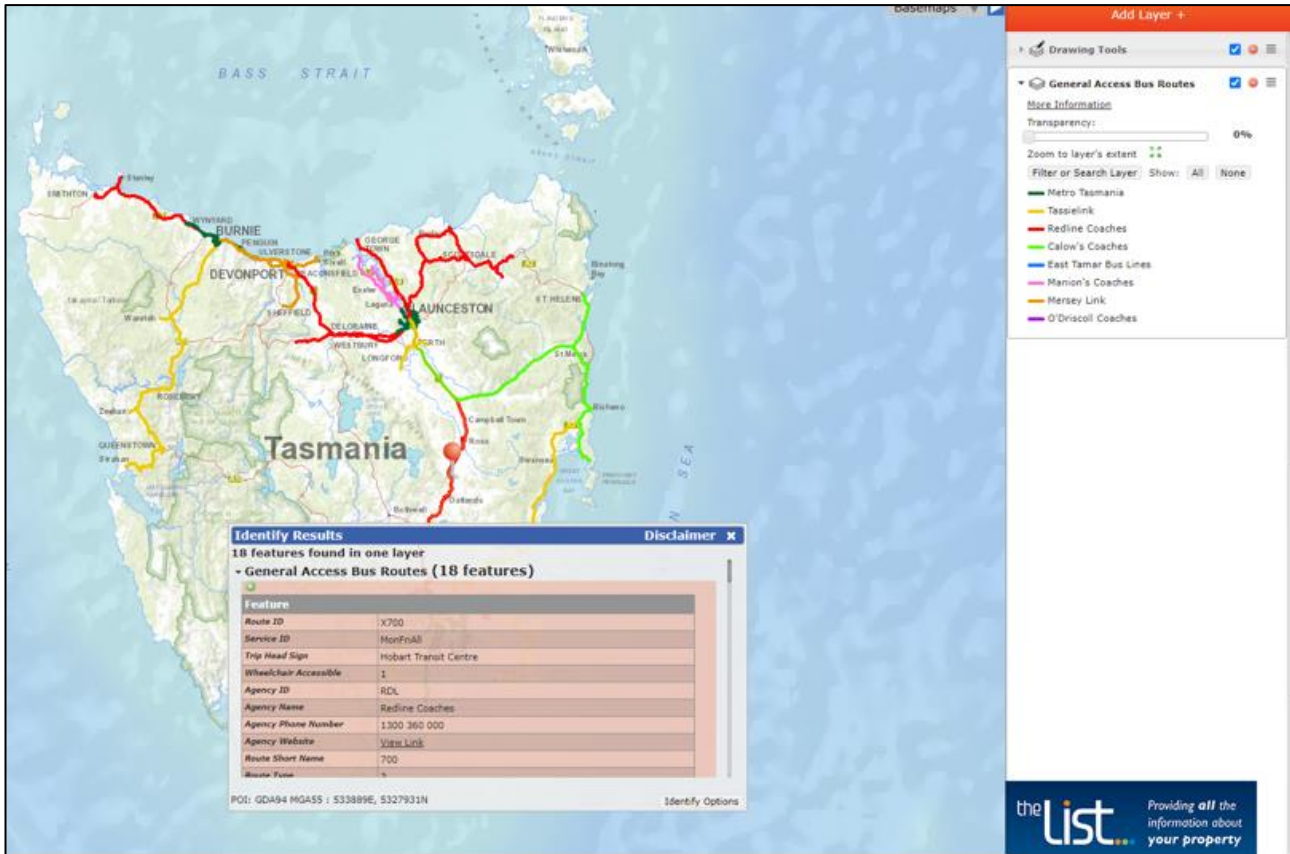 Basemaps
BASS STRAIT
Stanley
SMITHTON
WYNYARD
BURNIE
PENGUIN
ULVERSTONE
DEVONPORT
BEACONSFIELD
GEORGE
TOWN
SCOTTSDALE
Exeter
LAUNCESTON
ST HELENS
SHEFFIELD
DELORAINE
WESTBURY
PERTH
LONGFORD
Waratah
St Marys
ROSEBERY
Zeehan
Bicheno
Campbell Town
QUEENSTOWN
Strahan
Tasmania
Ross
Swansea
SEA
Oatlands
Bothwell
Identify Results
Disclaimer x
18 features found in one layer
General Access Bus Routes (18 features)
Feature
Route ID X700
Service ID MonFriAll
Trip Head Sign Hobart Transit Centre
Wheelchair Accessible 1
Agency ID RDL
Agency Name Redline Coaches
Agency Phone Number 1300 360 000
Agency Website View Link
Route Short Name 700
Route Type
POI: GDA94 MGA55 : 533889E, 5327931N
Identify Options
Add Layer +
Drawing Tools
General Access Bus Routes
More Information
Transparency:
0%
Zoom to layer's extent
Filter or Search Layer Show: All None
Metro Tasmania
Tassielink
Redline Coaches
Calow's Coaches
East Tamar Bus Lines
Manion's Coaches
Mersey Link
O'Driscoll Coaches
the LIST...
Providing all the
information about
your property